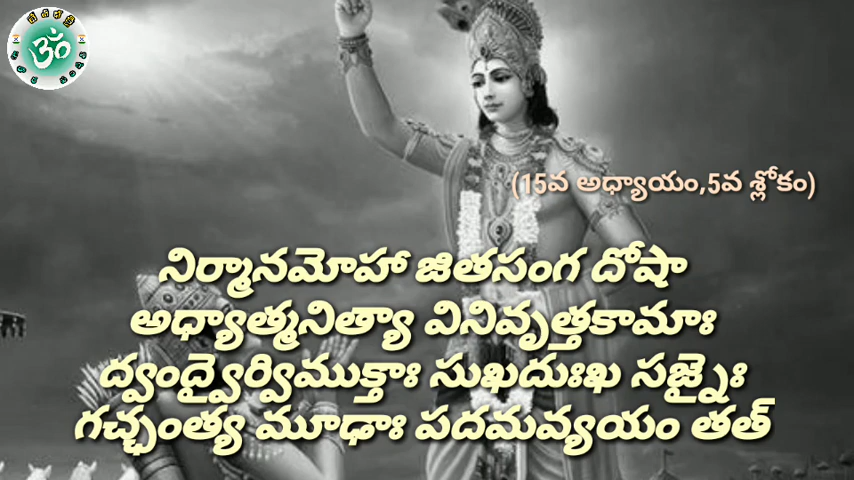 (15వ అధ్యాయం,5వ శ్లోకం)
నిర్మానమోహా జితసంగ దోషా
అధ్యాత్మనిత్యా వినివృత్తకామాః
ద్వంద్వైర్విముక్తాః సుఖదుఃఖ సజ్నైః
గచ్ఛంత్య మూఢాః పదమవ్యయం తత్